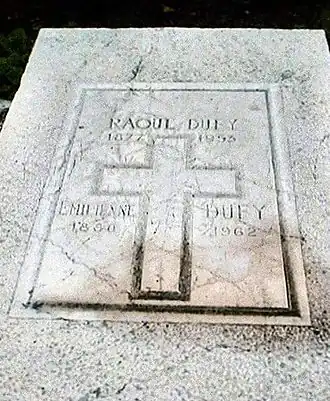 RAOUL DUFY
1877 - 1953
EMILIENNE DUFY
1880 - 1962